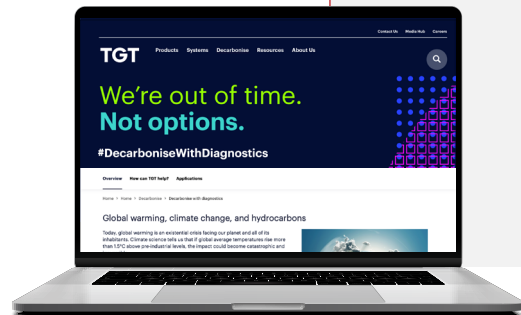 Contact Us Media Hub Careers
TGT
Products Systems Decarbonise Resources About Us
We're out of time.
Not options.
#DecarboniseWithDiagnostics
Overview How can TGT help? Applications
Home > Home > Decarbonise > Decarbonise with diagnostics
Global warming, climate change, and hydrocarbons
Today, global warming is an existential crisis facing our planet and all of its
inhabitants. Climate science tells us that if global average temperatures rise more
than 1.5°C above pre-industrial levels, the impact could become catastrophic and